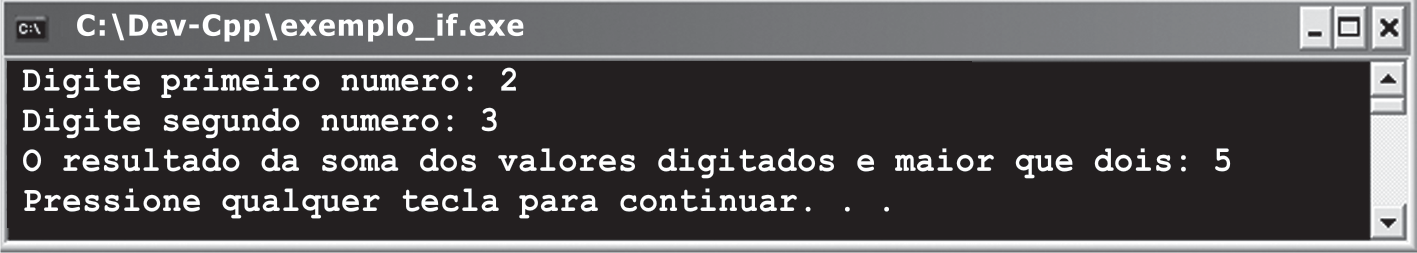 C:\Dev-Cpp\exemplo_if.exe
Digite primeiro numero: 2
Digite segundo numero: 3
O resultado da soma dos valores digitados e maior que dois: 5
Pressione qualquer tecla para continuar. . .